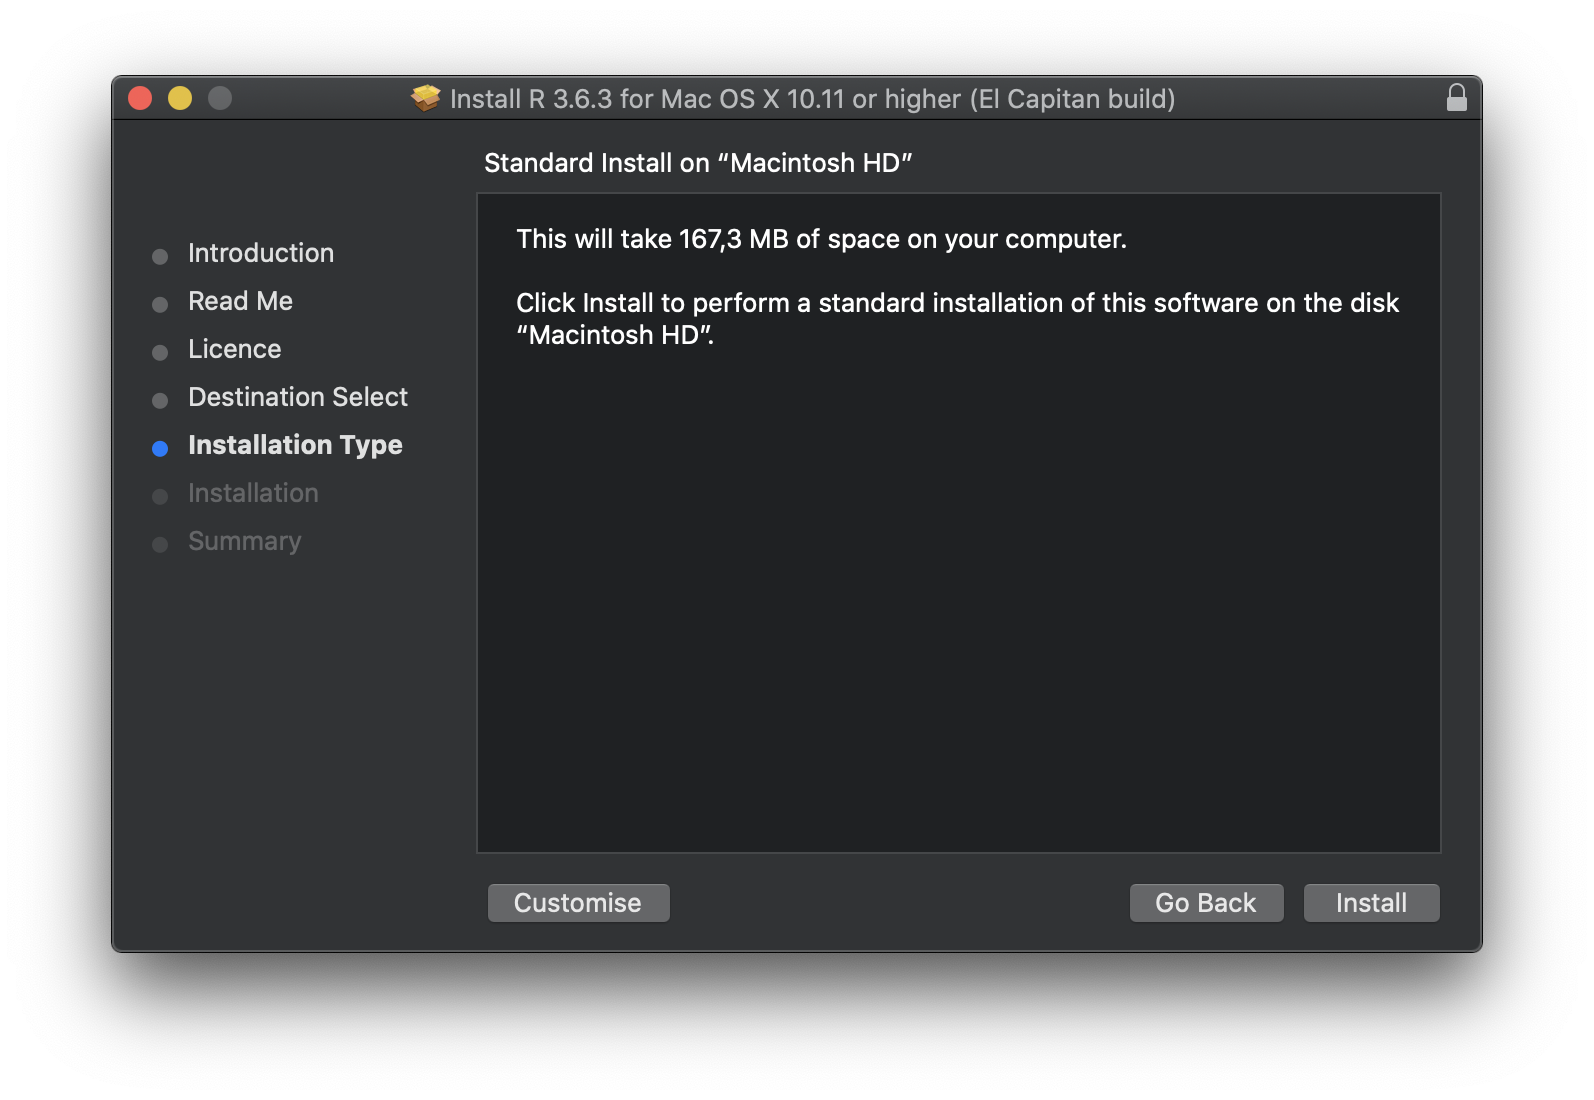 Install R 3.6.3 for Mac OS X 10.11 or higher (El Capitan build)
Standard Install on “Macintosh HD”
Introduction
Read Me
Licence
Destination Select
Installation Type
Installation
Summary
This will take 167,3 MB of space on your computer.
Click Install to perform a standard installation of this software on the disk
“Macintosh HD”.
Customise
Go Back
Install